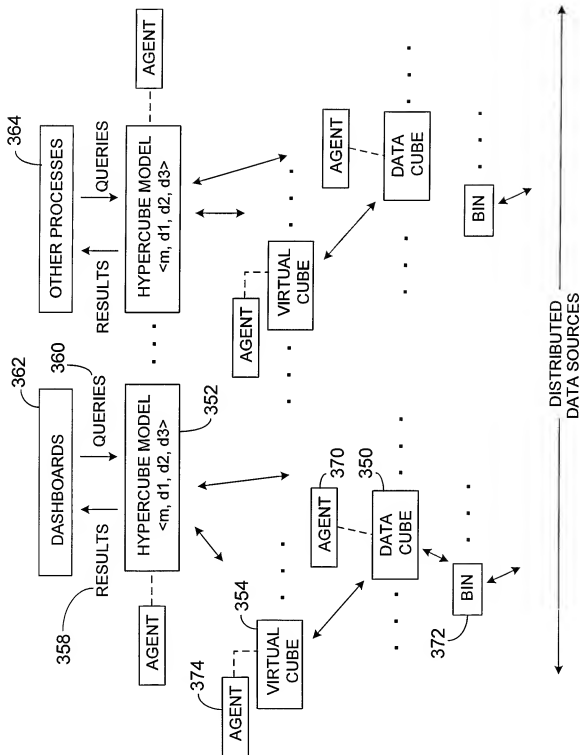 362
DASHBOARDS
364
OTHER PROCESSES
358
RESULTS
QUERIES
360
RESULTS
QUERIES
AGENT
HYPERCUBE MODEL
<m, d1, d2, d3>
352
HYPERCUBE MODEL
<m, d1, d2, d3>
AGENT
374
AGENT
354
VIRTUAL
CUBE
AGENT
VIRTUAL
CUBE
AGENT
370
DATA
CUBE
350
AGENT
DATA
CUBE
BIN
372
BIN
DISTRIBUTED
DATA SOURCES